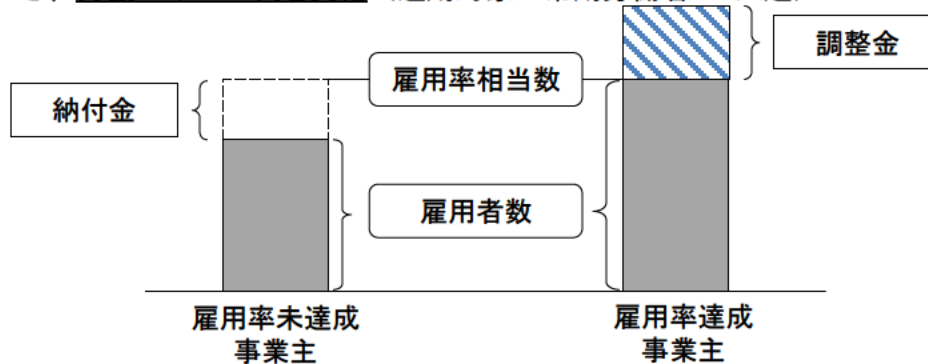 調整金
雇用率相当数
納付金
雇用者数
雇用率未達成
事業主
雇用率達成
事業主